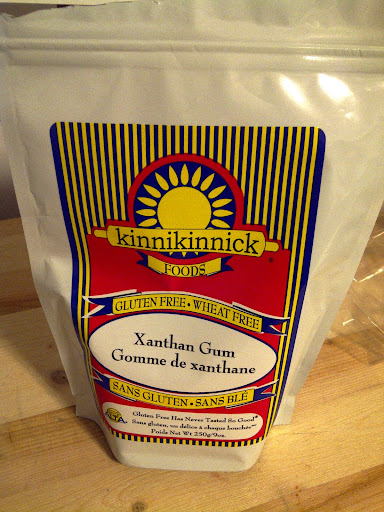 kinnikinnick
FOODS
GLUTEN FREE • WHEAT FREE
Xanthan Gum
Gomme de xanthane
SANS GLUTEN • SANS BLÉ
Gluten Free Has Never Tasted So Good®
Sans gluten, un délice à chaque bouchée™
Poids Net Wt 250g/9oz.